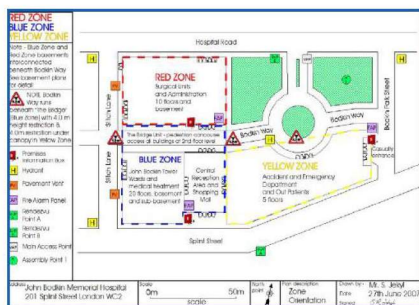 RED ZONE
BLUE ZONE
YELLOW ZONE
Note - Blue Zone and
Red Zone basements
interconnected
beneath Bodkin Way
See basement plans
for detail
NOTE: Bodkin
Way runs
beneath 'the Bridge'
(Blue zone) with 4.0 m
height restriction &
under
canopy in Yellow Zone
Premises
Information Box
Hydrant
Pavement Vent
Fire Alarm Panel
Rendezvous
Point A
Rendezvous
Point B
Main Access Point
Assembly Point 1
Hospital Road
RED ZONE
Surgical Units
and Administration
10 floors and
basement
Stitch Lane
Bodkin Way
Bodkin Way
Back Park Street
The Bridge Unit - pedestrian concourse
access all buildings at 2nd floor level
Casualty
Entrance
Stitch Lane
BLUE ZONE
John Bodkin Tower
Wards and
medical treatment
20 floors, basement
and sub-basement
Central
Reception
Area and
Shopping
Mall
YELLOW ZONE
Accident and Emergency
Department
and Out Patients
5 floors
Splint Street
Address
John Bodkin Memorial Hospital
201 Splint Street London WC2
Scale
0m 50m
scale
North
point
Plan description
Zone
Orientation
Drawn by:- Mr. S. Jekyl
Date 27th June 2007
Signed